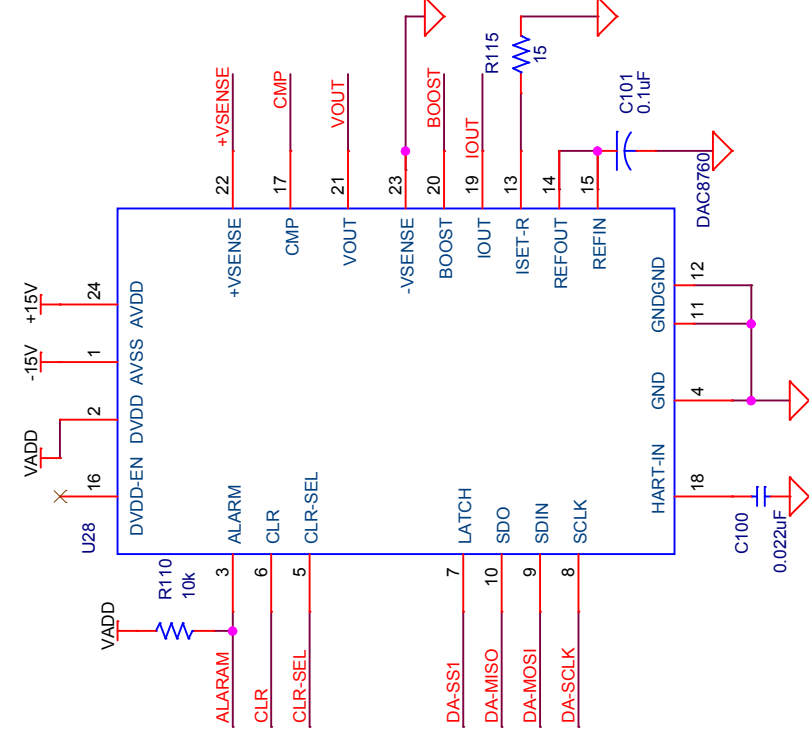 +15V
-15V
VADD
24
1
2
16
AVDD
AVSS
DVDD
DVDD-EN
U28
+VSENSE
CMP
VOUT
BOOST
IOUT
R115
15
C101
0.1uF
22
17
21
23
20
19
13
14
15
+VSENSE
CMP
VOUT
-VSENSE
BOOST
IOUT
ISET-R
REFOUT
REFIN
DAC8760
VADD
R110
10k
ALARAM
CLR
CLR-SEL
3
6
5
ALARM
CLR
CLR-SEL
DA-SS1
DA-MISO
DA-MOSI
DA-SCLK
7
10
9
8
LATCH
SDO
SDIN
SCLK
GND
GND
GND
HART-IN
12
11
4
18
C100
0.022uF